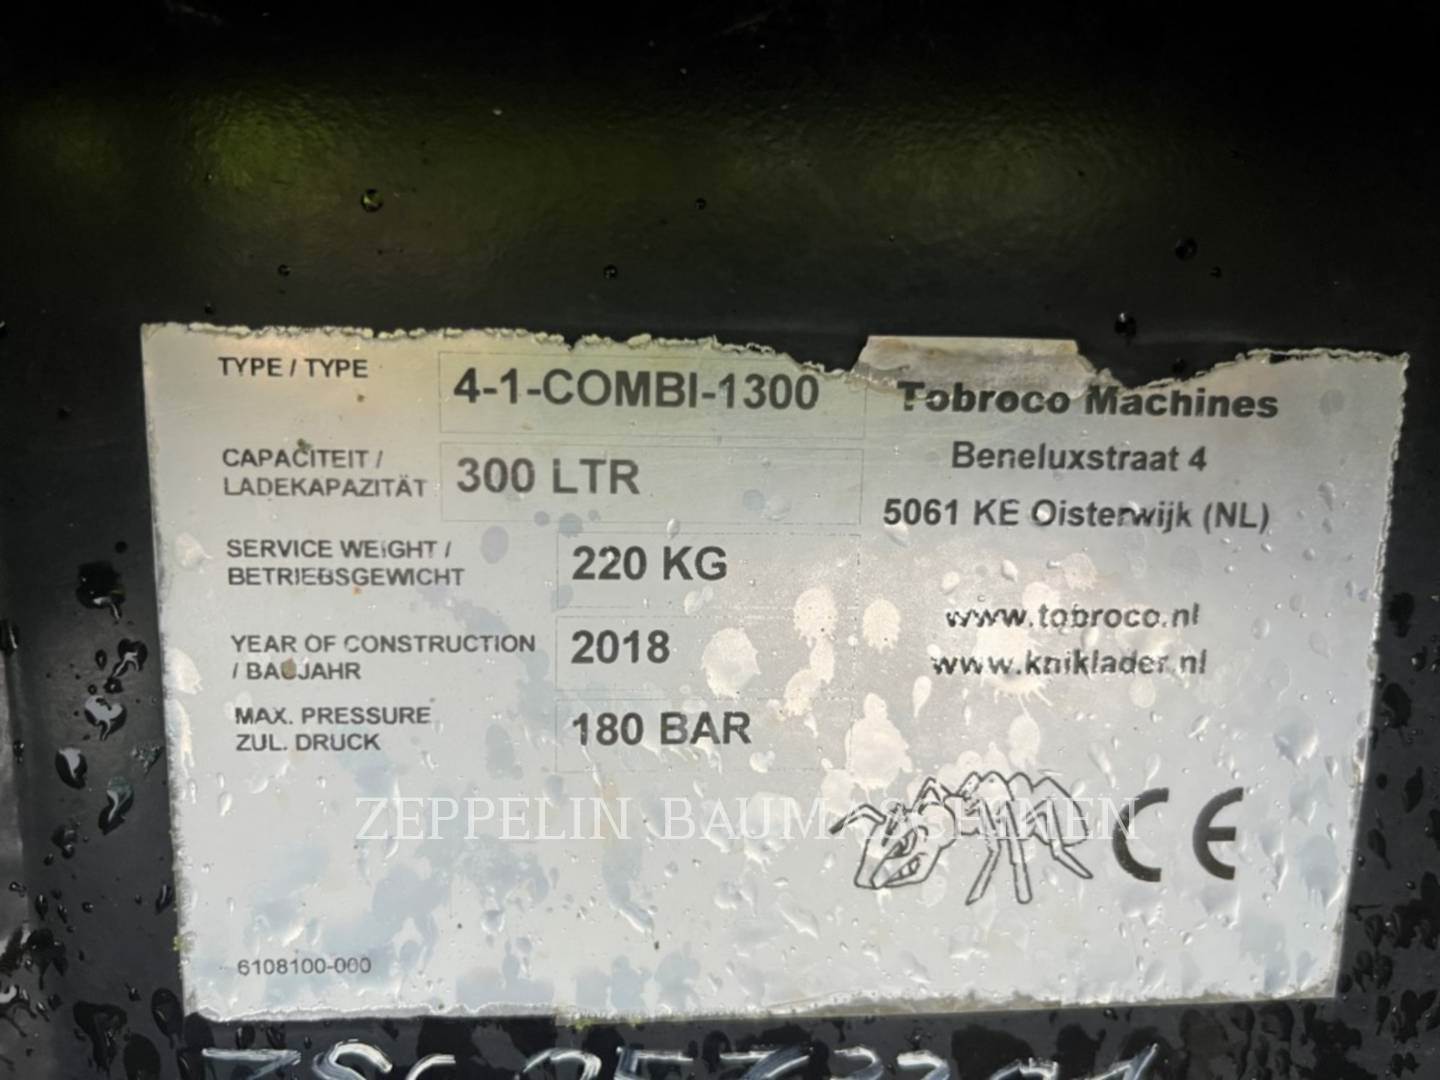 TYPE / TYPE 4-1-COMBI-1300
CAPACITEIT /
LADEKAPAZITÄT 300 LTR
SERVICE WEIGHT /
BETRIEBSGEWICHT 220 KG
YEAR OF CONSTRUCTION
/ BAUJAHR 2018
MAX. PRESSURE
ZUL. DRUCK 180 BAR
Tobroco Machines
Beneluxstraat 4
5061 KE Oisterwijk (NL)
www.tobroco.nl
www.kniklader.nl
CE
ZEPPELIN BAUMASCHINEN
6108100-000